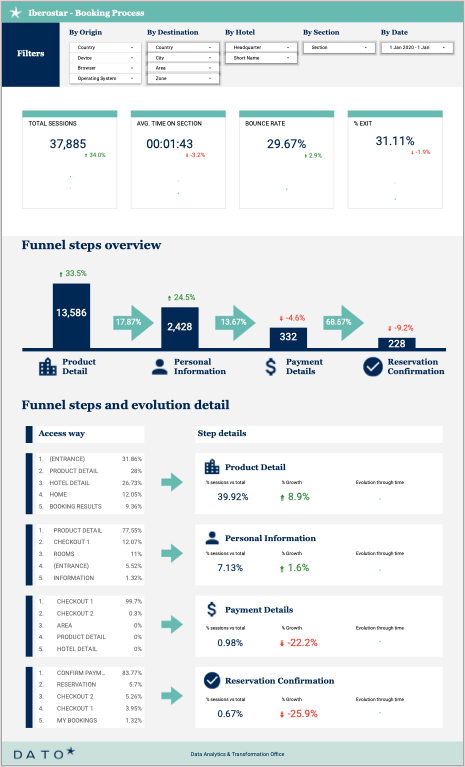 Iberostar - Booking Process
Filters
By Origin
Country
Device
Browser
Operating System
By Destination
Country
City
Area
Zone
By Hotel
Headquarter
Short Name
By Section
Section
By Date
1 Jan 2020 - 1 Jan
TOTAL SESSIONS
37,885
34.0%
AVG. TIME ON SECTION
00:01:43
-3.2%
BOUNCE RATE
29.67%
2.9%
% EXIT
31.11%
-1.9%
Funnel steps overview
33.5%
13,586
17.87%
24.5%
2,428
13.67%
-4.6%
332
68.67%
-9.2%
228
Product
Detail
Personal
Information
Payment
Details
Reservation
Confirmation
Funnel steps and evolution detail
Access way
Step details
1. (ENTRANCE) 31.86%
2. PRODUCT DETAIL 28%
3. HOTEL DETAIL 26.73%
4. HOME 12.05%
5. BOOKING RESULTS 9.36%
Product Detail
% sessions vs total % Growth Evolution through time
39.92% 8.9%
1. PRODUCT DETAIL 77.55%
2. CHECKOUT 1 12.07%
3. ROOMS 11%
4. (ENTRANCE) 5.52%
5. INFORMATION 1.32%
Personal Information
% sessions vs total % Growth Evolution through time
7.13% 1.6%
1. CHECKOUT 1 99.7%
2. CHECKOUT 2 0.3%
3. AREA 0%
4. PRODUCT DETAIL 0%
5. HOTEL DETAIL 0%
Payment Details
% sessions vs total % Growth Evolution through time
0.98% -22.2%
1. CONFIRM PAYM... 83.77%
2. RESERVATION 5.7%
3. CHECKOUT 2 5.26%
4. CHECKOUT 1 3.95%
5. MY BOOKINGS 1.32%
Reservation Confirmation
% sessions vs total % Growth Evolution through time
0.67% -25.9%
DATO
Data Analytics & Transformation Office